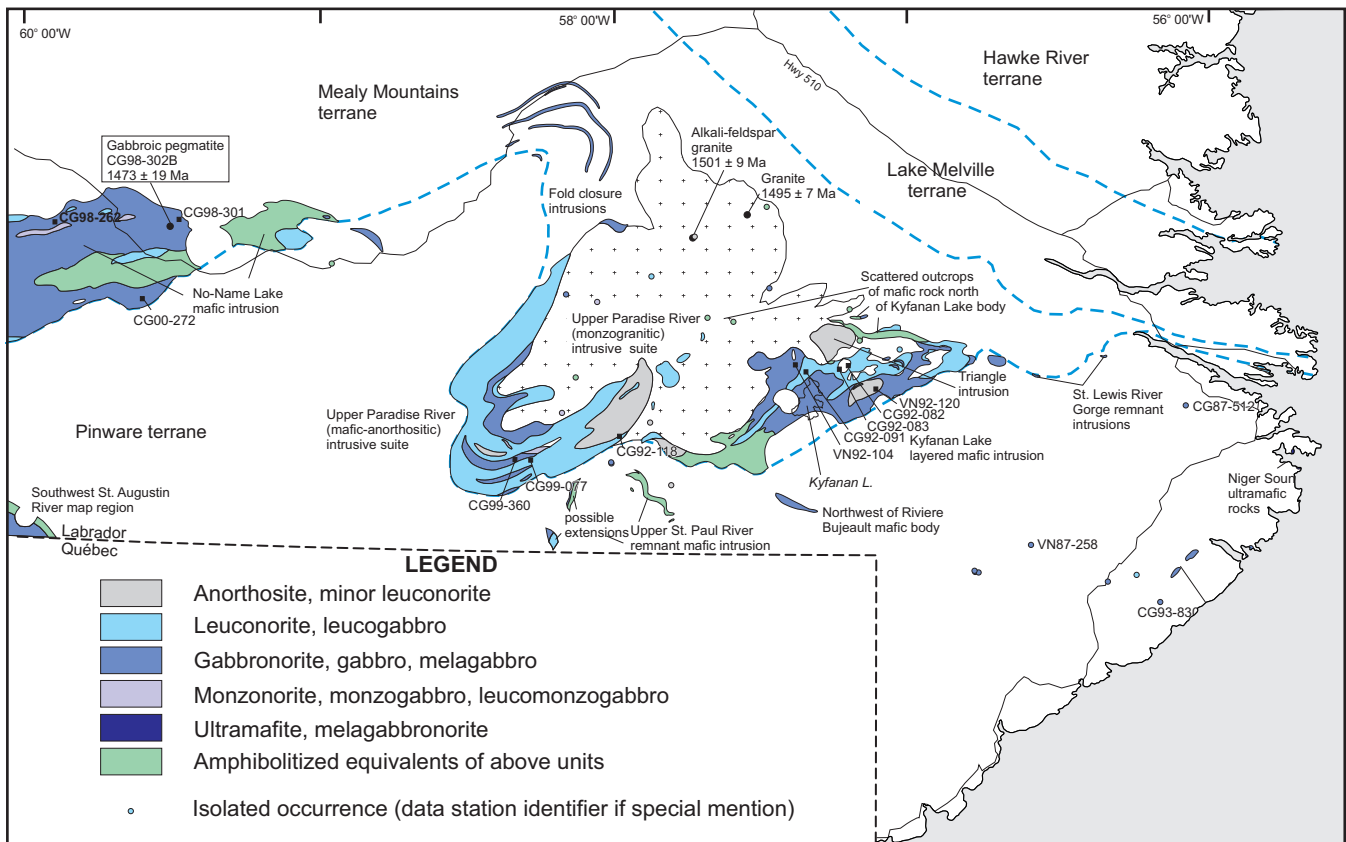 60° 00'W
58° 00'W
56° 00'W
Hawke River
terrane
Hwy 510
Mealy Mountains
terrane
Gabbroic pegmatite
CG98-302B
1473 ± 19 Ma
Alkali-feldspar
granite
1501 ± 9 Ma
Granite
1495 ± 7 Ma
Lake Melville
terrane
Fold closure
intrusions
CG98-262
CG98-301
No-Name Lake
mafic intrusion
CG00-272
Scattered outcrops
of mafic rock north
of Kyfanan Lake body
Upper Paradise River
(monzogranitic)
intrusive suite
Triangle
intrusion
St. Lewis River
Gorge remnant
intrusions
CG87-512
VN92-120
CG92-082
CG92-083
CG92-091
VN92-104
Kyfanan Lake
layered mafic intrusion
Kyfanan L.
Upper Paradise River
(mafic-anorthositic)
intrusive suite
Pinware terrane
CG92-118
CG99-077
CG99-360
Niger Soun
ultramafic
rocks
Southwest St. Augustin
River map region
Labrador
Québec
possible
extensions
Upper St. Paul River
remnant mafic intrusion
Northwest of Riviere
Bujeault mafic body
VN87-258
CG93-830
LEGEND
Anorthosite, minor leuconorite
Leuconorite, leucogabbro
Gabbronorite, gabbro, melagabbro
Monzonorite, monzogabbro, leucomonzogabbro
Ultramafite, melagabbronorite
Amphibolitized equivalents of above units
Isolated occurrence (data station identifier if special mention)